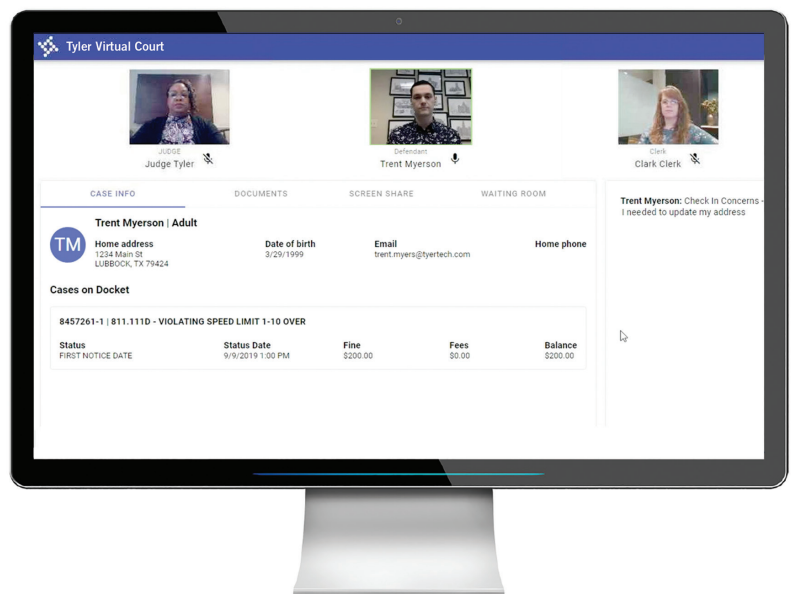 Tyler Virtual Court
JUDGE
Judge Tyler
Defendant
Trent Myerson
Clerk
Clark Clerk
CASE INFO
DOCUMENTS
SCREEN SHARE
WAITING ROOM
TM
Trent Myerson | Adult
Home address
1234 Main St
LUBBOCK, TX 79424
Date of birth
3/29/1999
Email
trent.myers@tyertech.com
Home phone
Cases on Docket
8457261-1 | 811.111D - VIOLATING SPEED LIMIT 1-10 OVER
Status
FIRST NOTICE DATE
Status Date
9/9/2019 1:00 PM
Fine
$200.00
Fees
$0.00
Balance
$200.00
Trent Myerson: Check In Concerns -
I needed to update my address